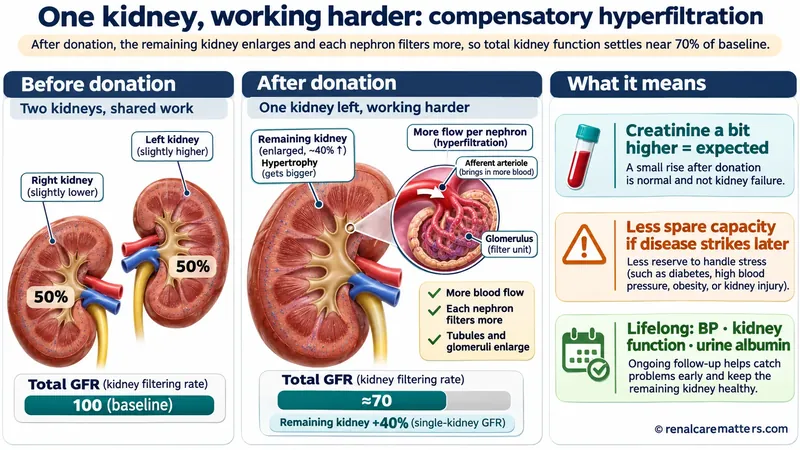 One kidney, working harder: compensatory hyperfiltration
After donation, the remaining kidney enlarges and each nephron filters more, so total kidney function settles near 70% of baseline.
Before donation
Two kidneys, shared work
Left kidney
(slightly higher)
Right kidney
(slightly lower)
50%
50%
Total GFR (kidney filtering rate)
100 (baseline)
After donation
One kidney left, working harder
Remaining kidney
(enlarged, ~40% ↑)
Hypertrophy
(gets bigger)
More flow per nephron
(hyperfiltration)
Afferent arteriole
(brings in more blood)
Glomerulus
(filter unit)
✓ More blood flow
✓ Each nephron
filters more
✓ Tubules and
glomeruli enlarge
Total GFR (kidney filtering rate)
≈70
Remaining kidney +40% (single-kidney GFR)
What it means
Creatinine a bit
higher = expected
A small rise after donation
is normal and not kidney failure.
Less spare capacity
if disease strikes later
Less reserve to handle stress
(such as diabetes, high blood
pressure, obesity, or kidney injury).
Lifelong: BP · kidney
function · urine albumin
Ongoing follow-up helps catch
problems early and keep the
remaining kidney healthy.
© renalcarematters.com